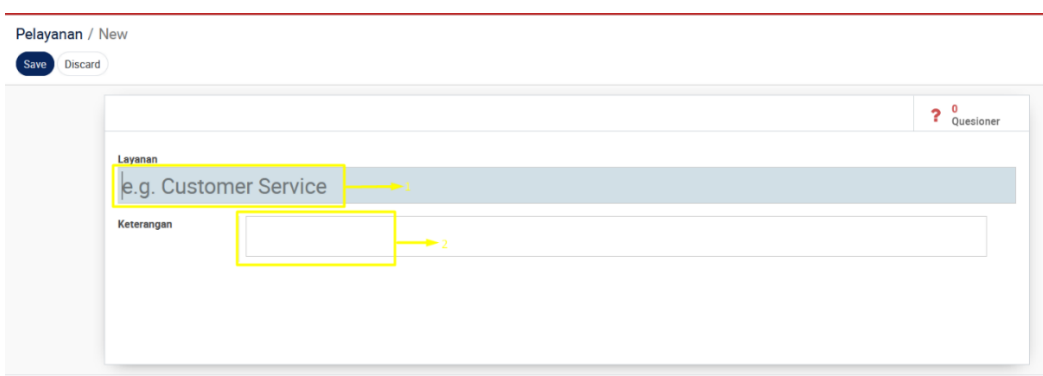 Pelayanan / New
Save Discard
? 0
Quesioner
Layanan
e.g. Customer Service
1
Keterangan
2